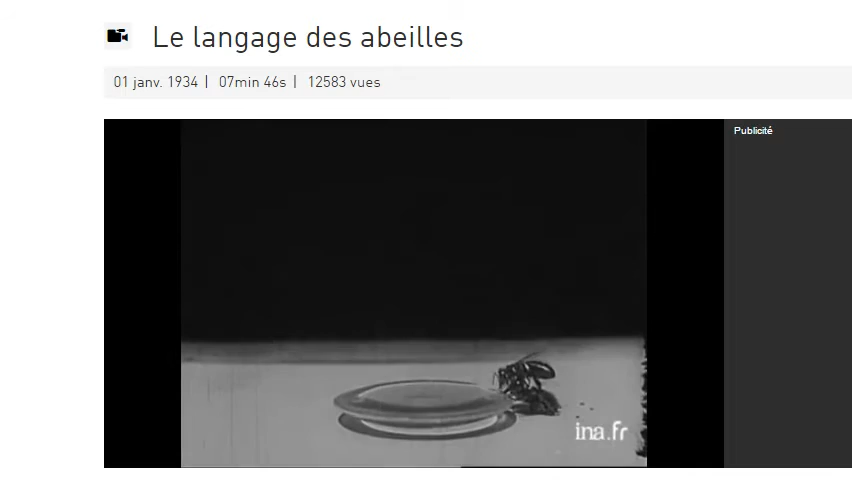 Le langage des abeilles
01 janv. 1934 | 07min 46s | 12583 vues
Publicité
ina.fr